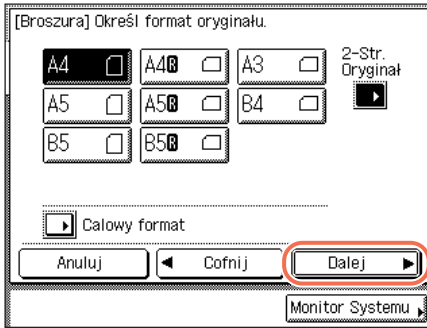 [Broszura] Określ format oryginału.
A4 A4R A3 2-Str. Oryginał
A5 A5R B4
B5 B5R
Calowy format
Anuluj Cofnij Dalej
Monitor Systemu